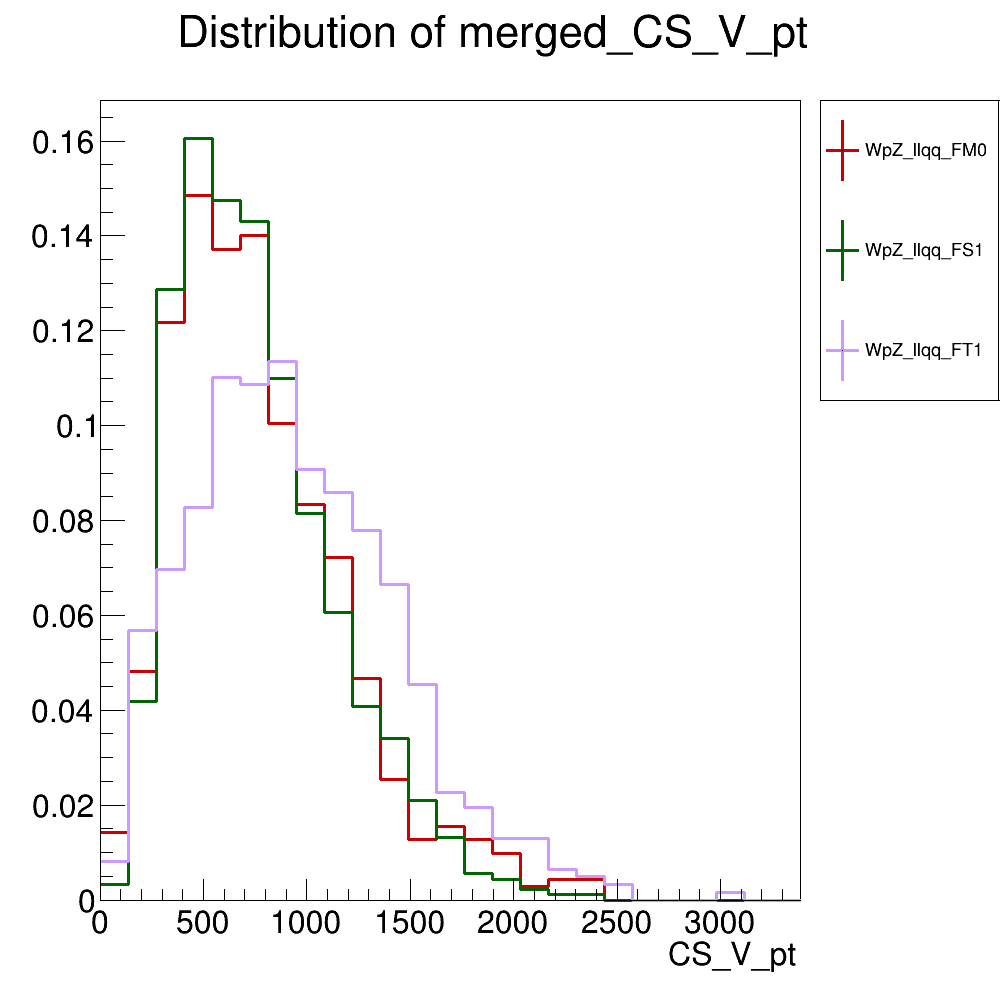 Distribution of merged_CS_V_pt
0.16
0.14
0.12
0.1
0.08
0.06
0.04
0.02
0
0 500 1000 1500 2000 2500 3000
CS_V_pt
WpZ_llqq_FM0
WpZ_llqq_FS1
WpZ_llqq_FT1